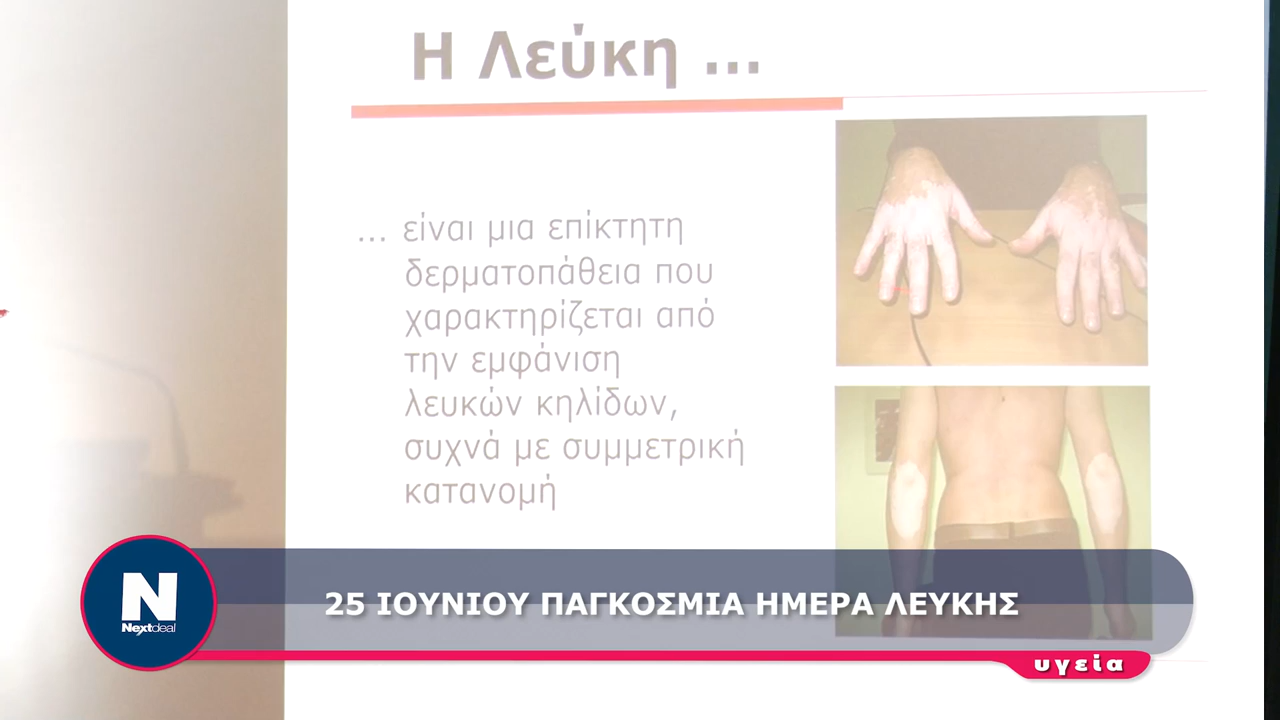 Η Λεύκη ...
... είναι μια επίκτητη
δερματοπάθεια που
χαρακτηρίζεται από
την εμφάνιση
λευκών κηλίδων,
συχνά με συμμετρική
κατανομή
N
Nextdeal
25 ΙΟΥΝΙΟΥ ΠΑΓΚΟΣΜΙΑ ΗΜΕΡΑ ΛΕΥΚΗΣ
υγεία